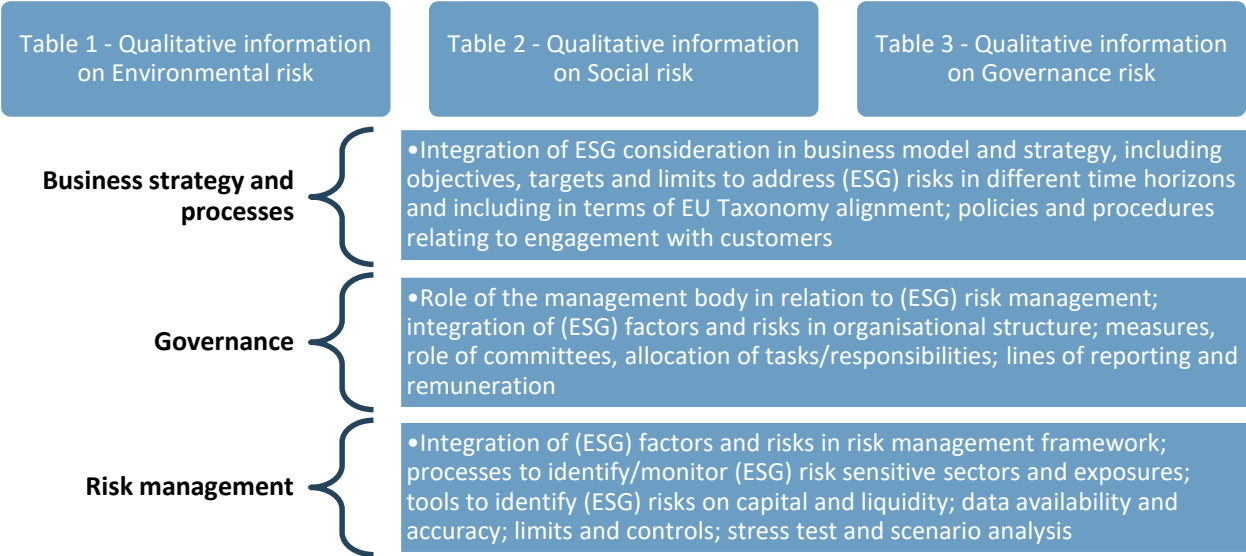 Table 1 - Qualitative information
on Environmental risk
Table 2 - Qualitative information
on Social risk
Table 3 - Qualitative information
on Governance risk
Business strategy and
processes
•Integration of ESG consideration in business model and strategy, including
objectives, targets and limits to address (ESG) risks in different time horizons
and including in terms of EU Taxonomy alignment; policies and procedures
relating to engagement with customers
Governance
•Role of the management body in relation to (ESG) risk management;
integration of (ESG) factors and risks in organisational structure; measures,
role of committees, allocation of tasks/responsibilities; lines of reporting and
remuneration
Risk management
•Integration of (ESG) factors and risks in risk management framework;
processes to identify/monitor (ESG) risk sensitive sectors and exposures;
tools to identify (ESG) risks on capital and liquidity; data availability and
accuracy; limits and controls; stress test and scenario analysis